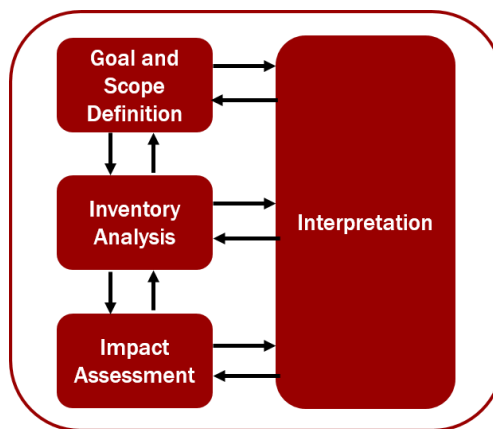 Goal and
Scope
Definition
Inventory
Analysis
Interpretation
Impact
Assessment